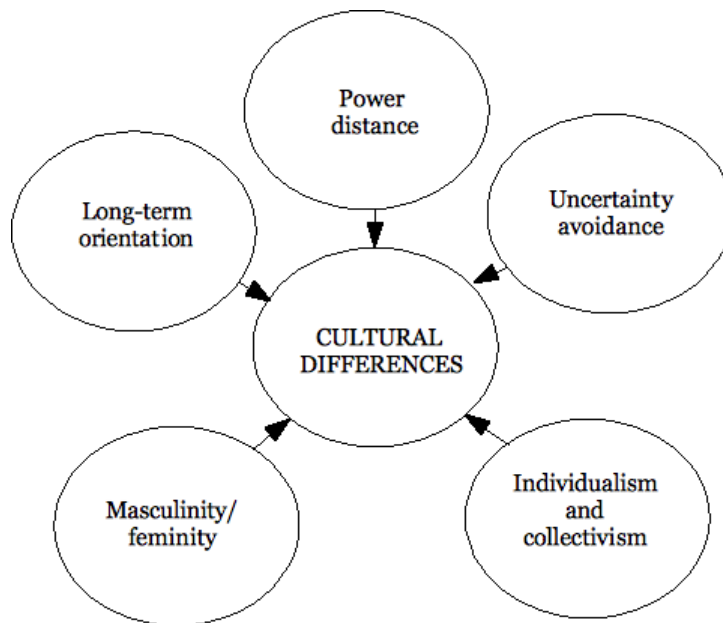 Power
distance
Uncertainty
avoidance
Long-term
orientation
CULTURAL
DIFFERENCES
Individualism
and
collectivism
Masculinity/
feminity